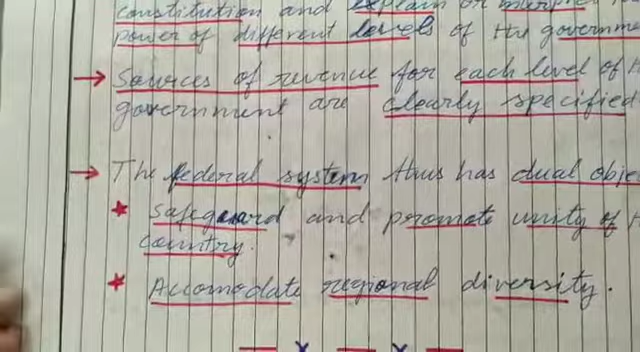 constitution and explain or interpret
power of different levels of the governme
→ Sources of revenue for each level of t
government are clearly specified
→ The federal system thus has dual obje
* Safeguard and promote unity of t
country.
* Accomodate regional diversity.
— x — x —